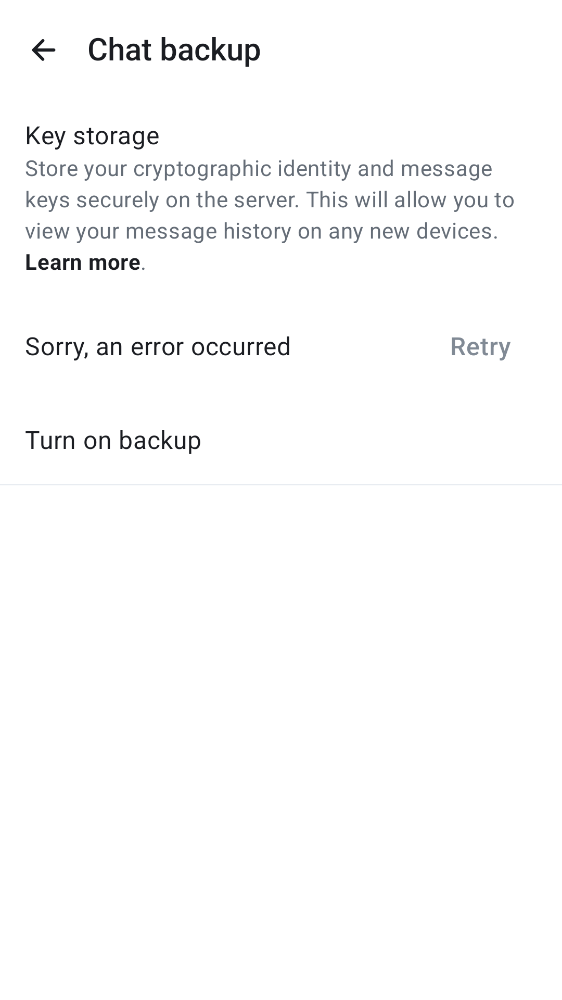 Chat backup
Key storage
Store your cryptographic identity and message
keys securely on the server. This will allow you to
view your message history on any new devices.
Learn more.
Sorry, an error occurred Retry
Turn on backup